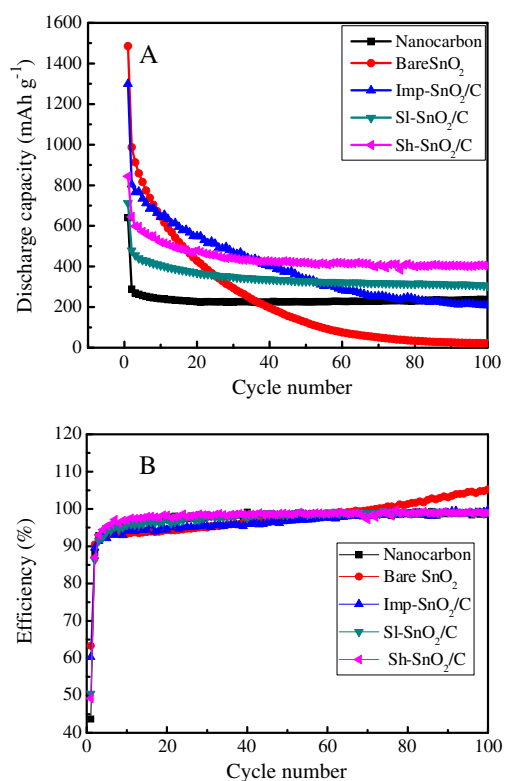 A
Nanocarbon
BareSnO₂
Imp-SnO₂/C
Sl-SnO₂/C
Sh-SnO₂/C
Discharge capacity (mAh g⁻¹)
1600
1400
1200
1000
800
600
400
200
0
0 20 40 60 80 100
Cycle number
B
Nanocarbon
Bare SnO₂
Imp-SnO₂/C
Sl-SnO₂/C
Sh-SnO₂/C
Efficiency (%)
120
110
100
90
80
70
60
50
40
0 20 40 60 80 100
Cycle number